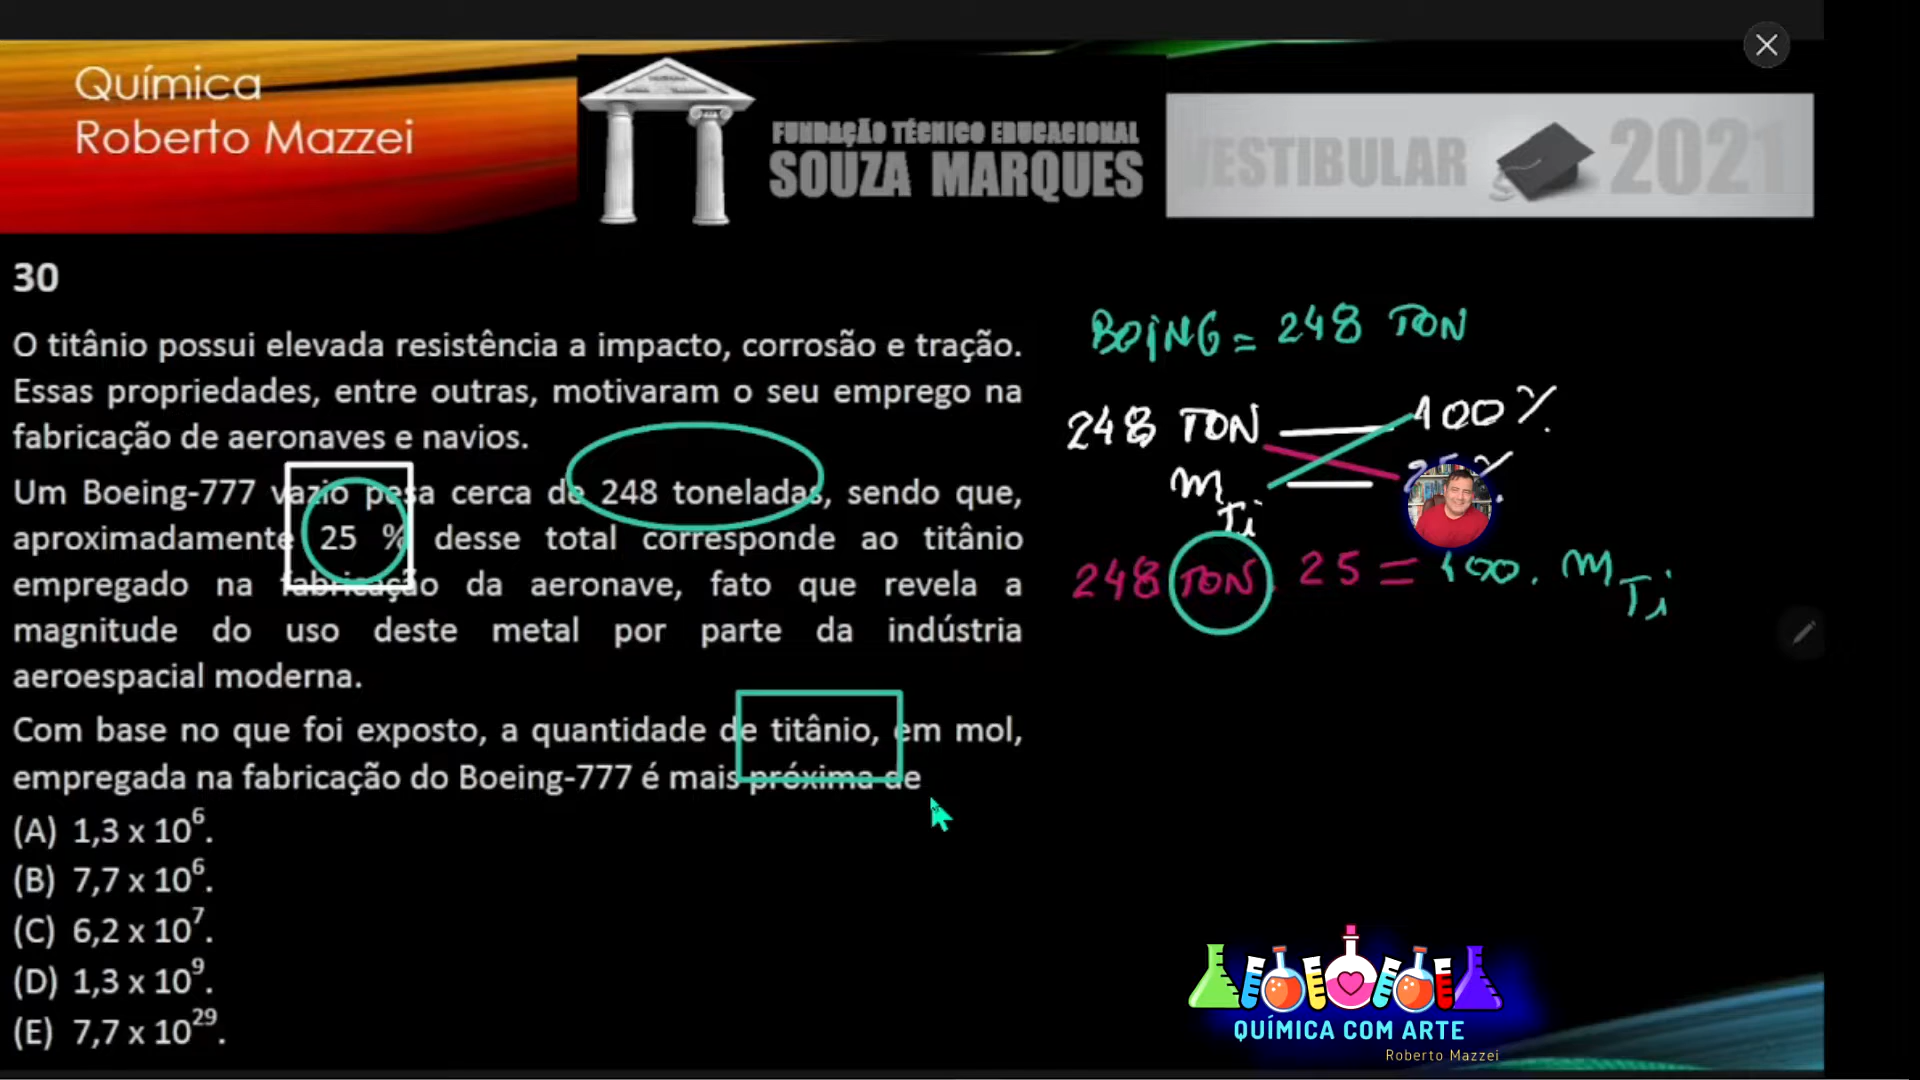 Química
Roberto Mazzei
FUNDAÇÃO TÉCNICO EDUCACIONAL
SOUZA MARQUES
VESTIBULAR 2021
30
O titânio possui elevada resistência a impacto, corrosão e tração.
Essas propriedades, entre outras, motivaram o seu emprego na
fabricação de aeronaves e navios.
Um Boeing-777 vazio pesa cerca de 248 toneladas, sendo que,
aproximadamente 25 % desse total corresponde ao titânio
empregado na fabricação da aeronave, fato que revela a
magnitude do uso deste metal por parte da indústria
aeroespacial moderna.
Com base no que foi exposto, a quantidade de titânio, em mol,
empregada na fabricação do Boeing-777 é mais próxima de
(A) 1,3 x 10⁶.
(B) 7,7 x 10⁶.
(C) 6,2 x 10⁷.
(D) 1,3 x 10⁹.
(E) 7,7 x 10²⁹.
BOING = 248 TON
248 TON 100%
m Ti 25%
248 TON. 25 = 100. m Ti
QUÍMICA COM ARTE
Roberto Mazzei